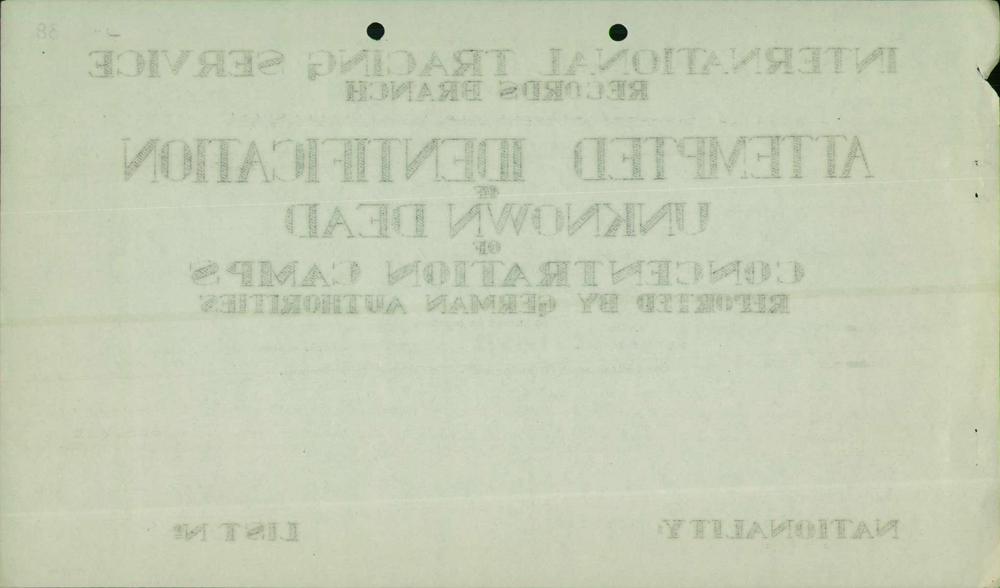 38
INTERNATIONAL TRACING SERVICE
RECORDS BRANCH
ATTEMPTED IDENTIFICATION
OF
UNKNOWN DEAD
OF
CONCENTRATION CAMPS
REPORTED BY GERMAN AUTHORITIES
NATIONALITY:
LIST Nº